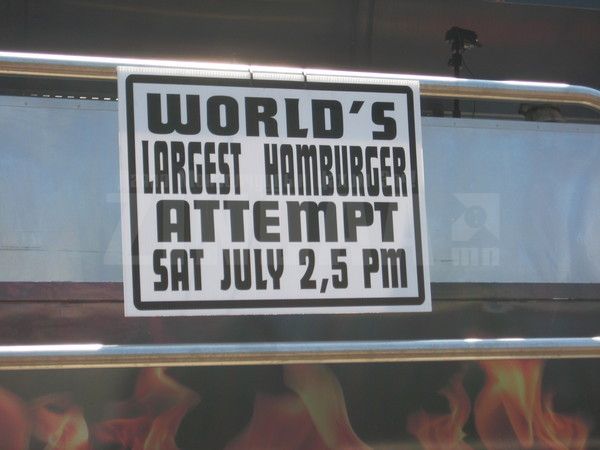 WORLD'S
LARGEST HAMBURGER
ATTEMPT
SAT JULY 2,5 PM